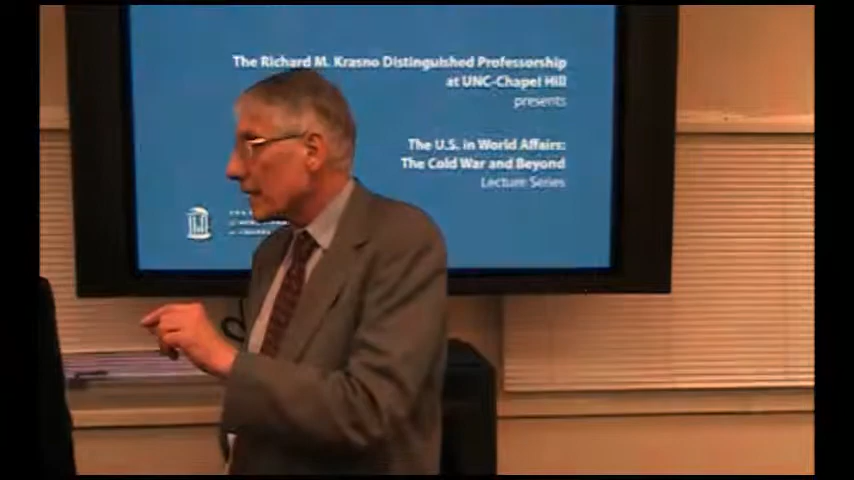 The Richard M. Krasno Distinguished Professorship
at UNC-Chapel Hill
presents
The U.S. in World Affairs:
The Cold War and Beyond
Lecture Series